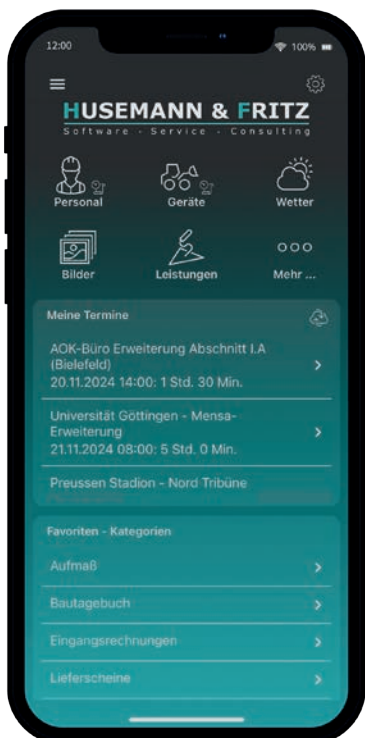 12:00
100%
HUSEMANN & FRITZ
Software - Service - Consulting
Personal
Geräte
Wetter
Bilder
Leistungen
Mehr ...
Meine Termine
AOK-Büro Erweiterung Abschnitt I.A
(Bielefeld)
20.11.2024 14:00: 1 Std. 30 Min.
Universität Göttingen - Mensa-
Erweiterung
21.11.2024 08:00: 5 Std. 0 Min.
Preussen Stadion - Nord Tribüne
Favoriten - Kategorien
Aufmaß
Bautagebuch
Eingangsrechnungen
Lieferscheine